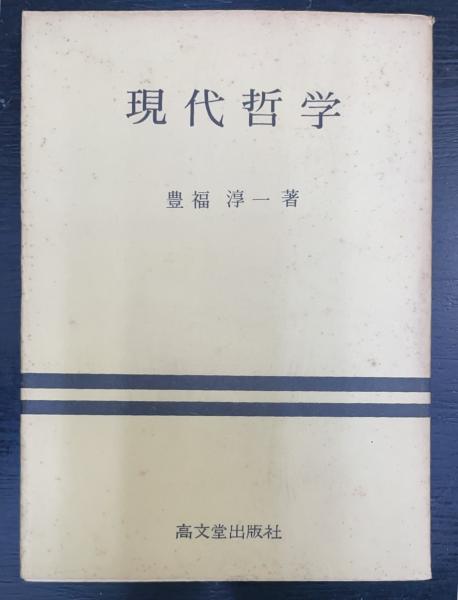 現代哲学
豊福 淳一 著
高文堂出版社